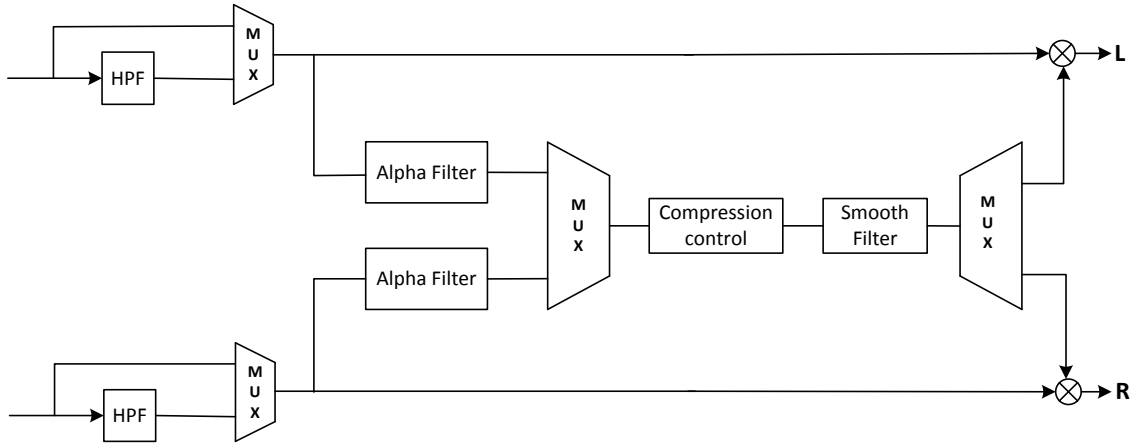 M
U
X
HPF
L
Alpha Filter
M
U
X
Compression
control
Smooth
Filter
M
U
X
Alpha Filter
M
U
X
HPF
R